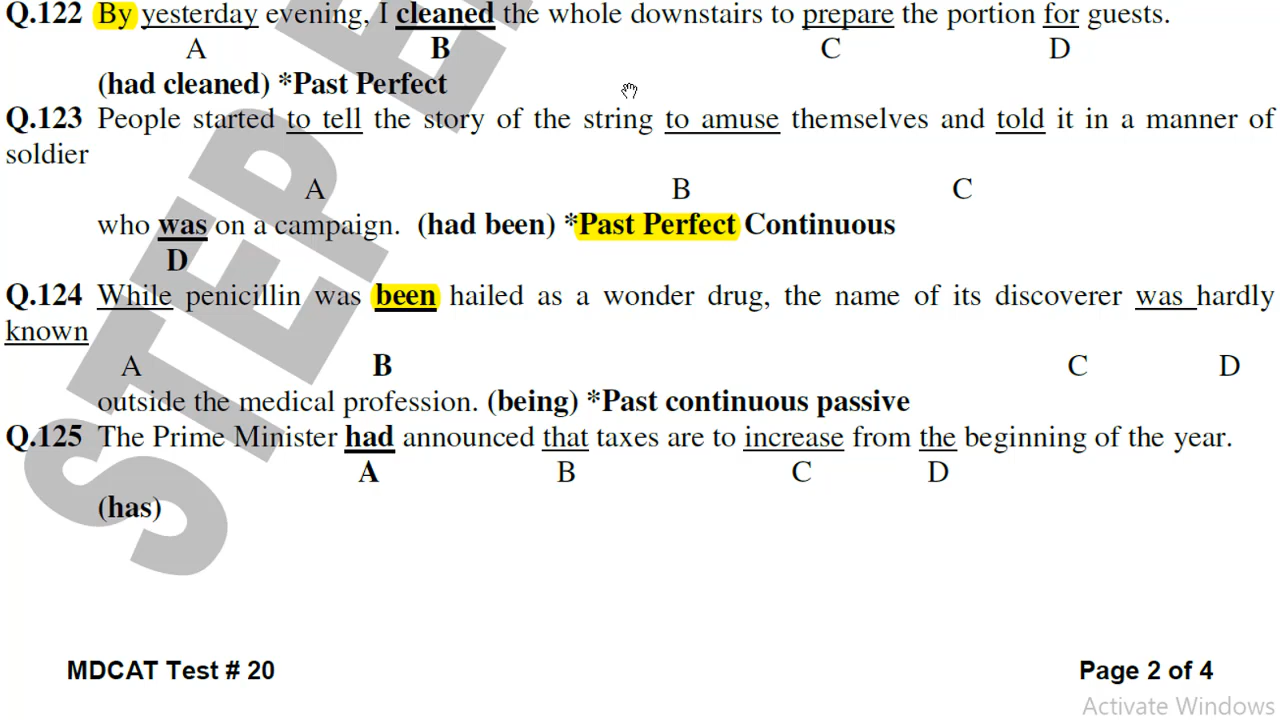 Q.122 By yesterday evening, I cleaned the whole downstairs to prepare the portion for guests.
A B C D
(had cleaned) *Past Perfect
Q.123 People started to tell the story of the string to amuse themselves and told it in a manner of
soldier
A B C
who was on a campaign. (had been) *Past Perfect Continuous
D
Q.124 While penicillin was been hailed as a wonder drug, the name of its discoverer was hardly
known
A B C D
outside the medical profession. (being) *Past continuous passive
Q.125 The Prime Minister had announced that taxes are to increase from the beginning of the year.
A B C D
(has)
STEP E
MDCAT Test # 20 Page 2 of 4
Activate Windows